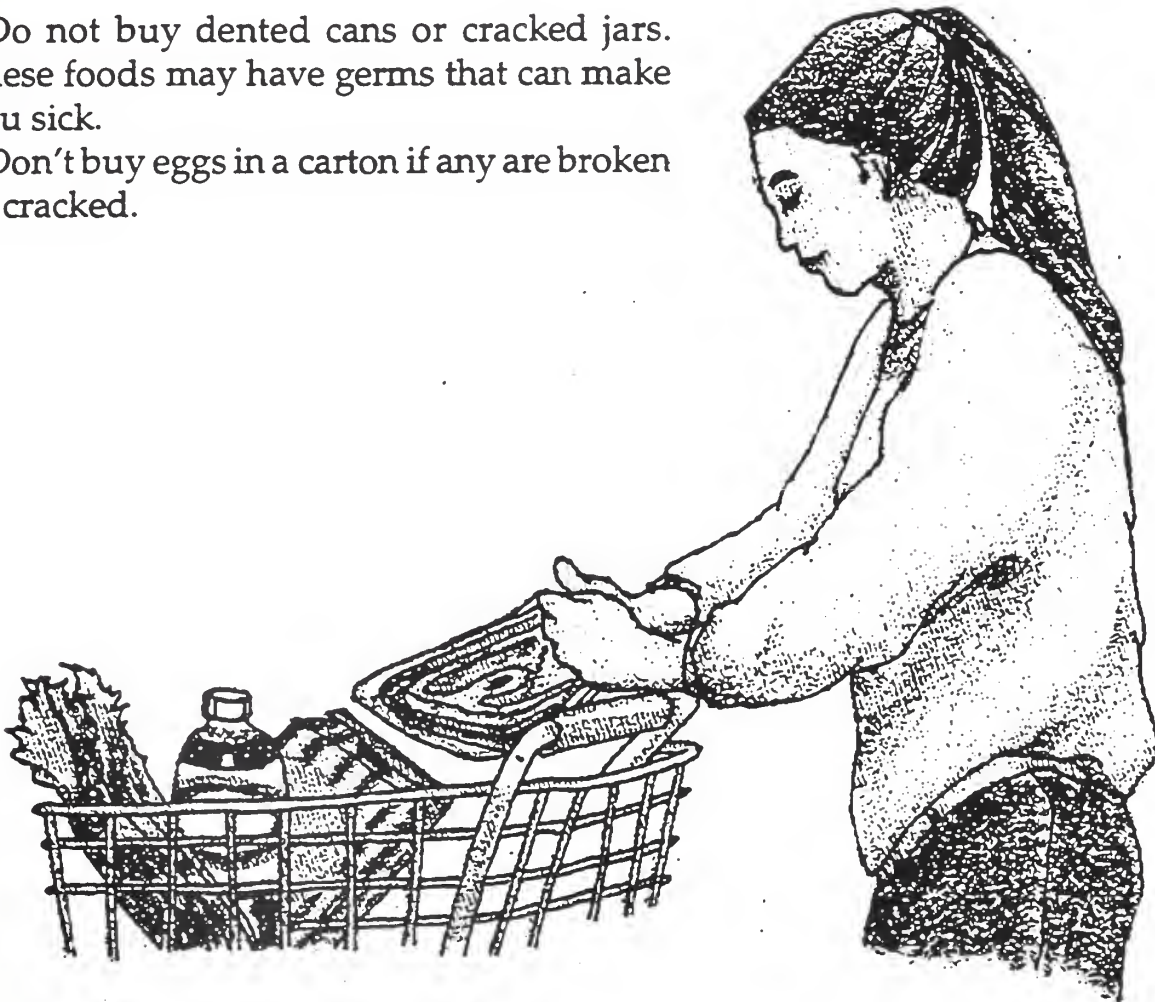 Do not buy dented cans or cracked jars.
ese foods may have germs that can make
u sick.
Don't buy eggs in a carton if any are broken
cracked.